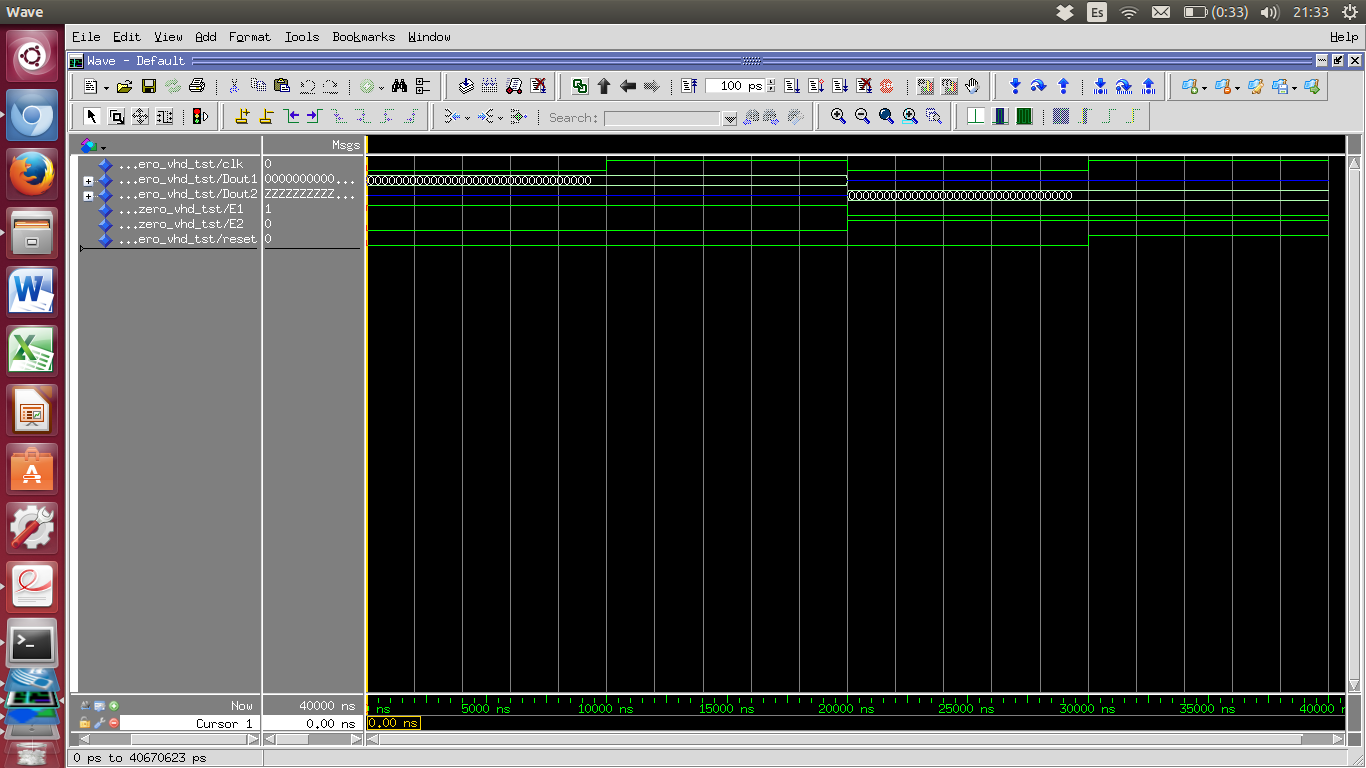 Wave
Es
(0:33)
21:33
File Edit View Add Format Tools Bookmarks Window Help
Wave - Default
100 ps
Search:
Msgs
...ero_vhd_tst/clk 0
...ero_vhd_tst/Dout1 0000000000...
...ero_vhd_tst/Dout2 ZZZZZZZZZZZ...
...zero_vhd_tst/E1 1
...zero_vhd_tst/E2 0
...ero_vhd_tst/reset 0
00000000000000000000000000000000
00000000000000000000000000000000
Now 40000 ns
ns 5000 ns 10000 ns 15000 ns 20000 ns 25000 ns 30000 ns 35000 ns 40000 n
Cursor 1 0.00 ns
0.00 ns
0 ps to 40670623 ps